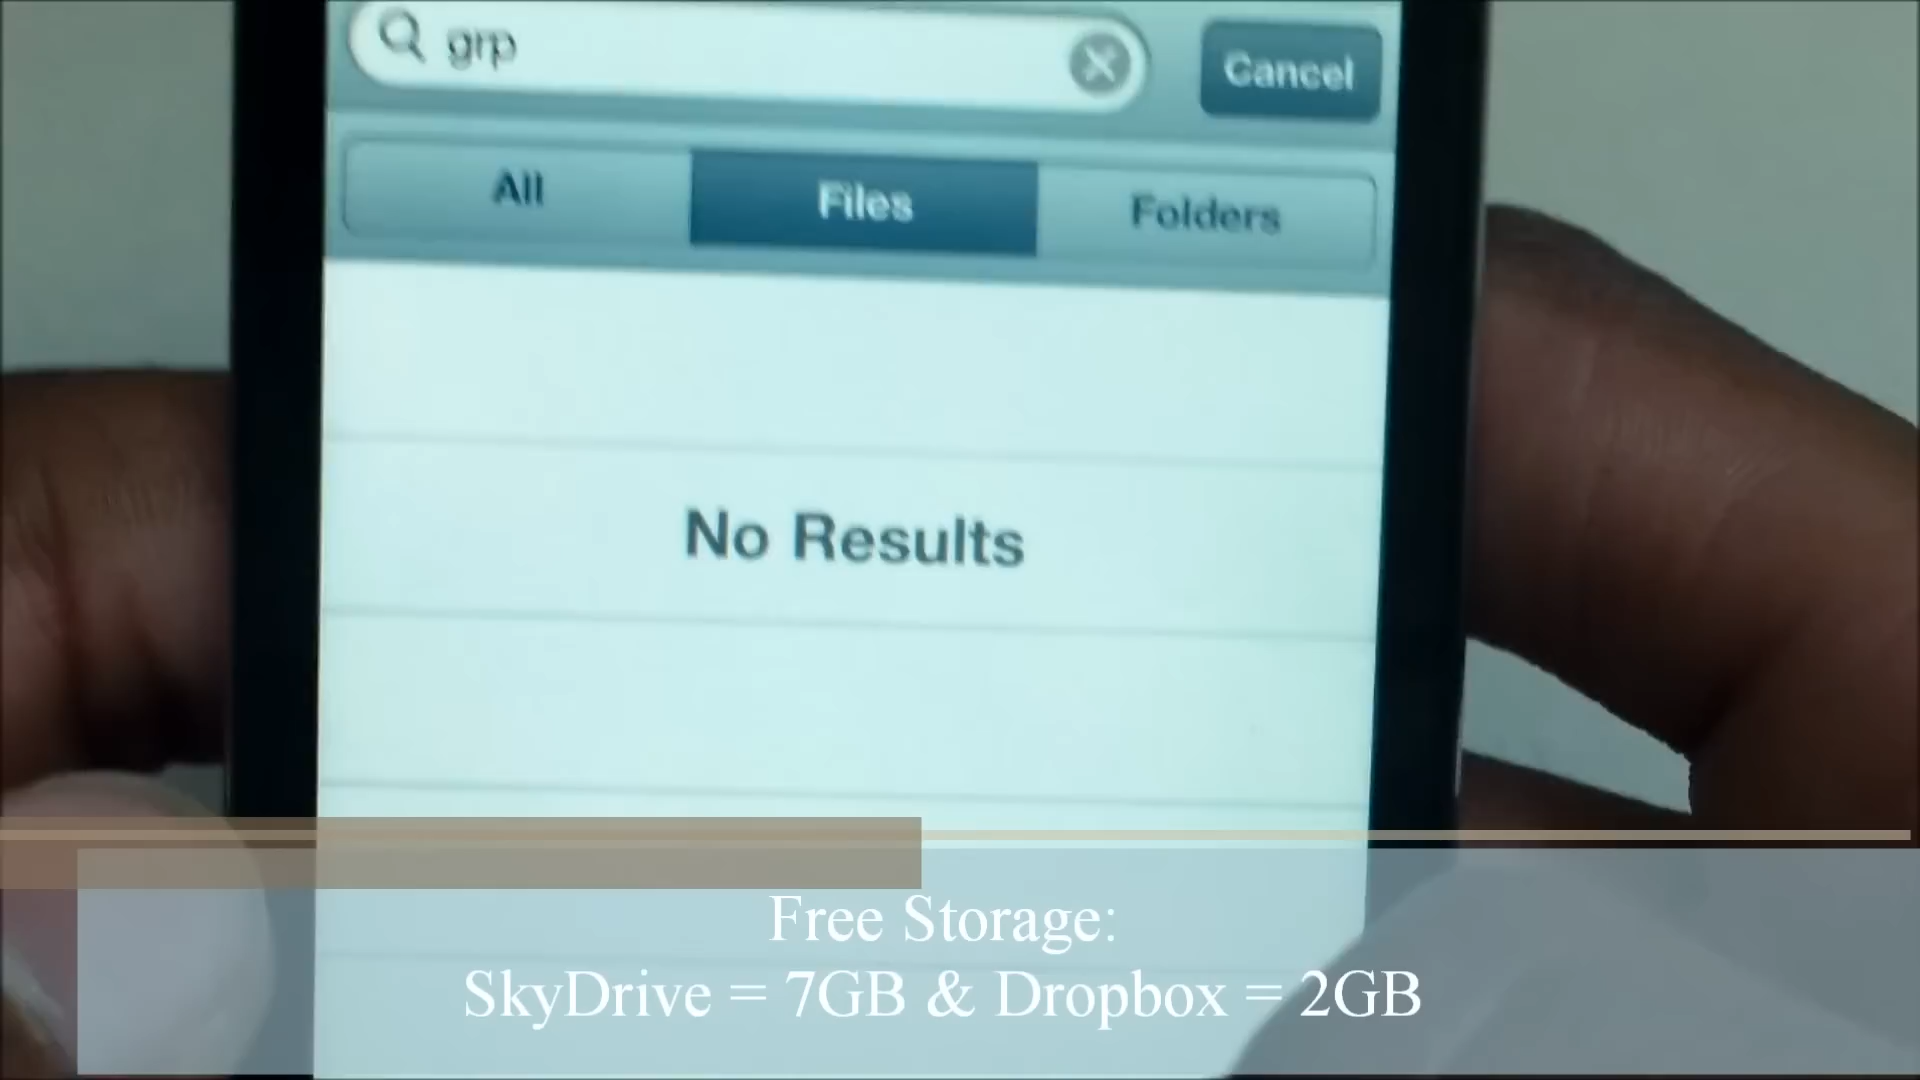 grp
Cancel
All
Files
Folders
No Results
Free Storage:
SkyDrive = 7GB & Dropbox = 2GB